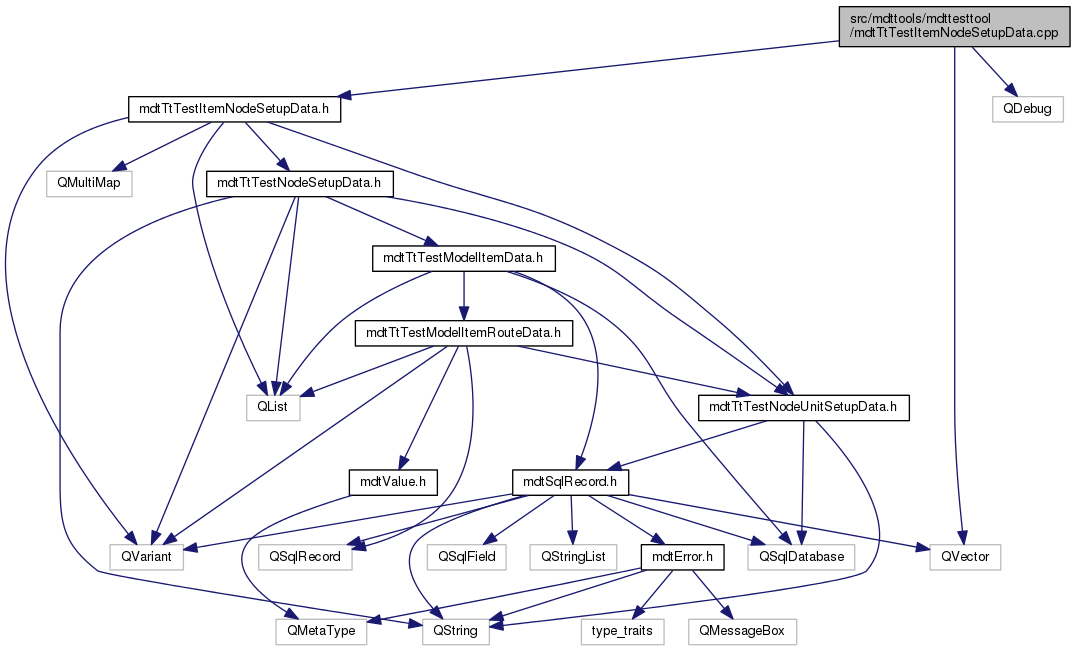 src/mdttools/mdttesttool
/mdtTtTestItemNodeSetupData.cpp
mdtTtTestItemNodeSetupData.h
QDebug
QMultiMap
mdtTtTestNodeSetupData.h
mdtTtTestModelItemData.h
mdtTtTestModelItemRouteData.h
QList
mdtTtTestNodeUnitSetupData.h
mdtValue.h
mdtSqlRecord.h
QVariant
QSqlRecord
QSqlField
QStringList
mdtError.h
QSqlDatabase
QVector
QMetaType
QString
type_traits
QMessageBox